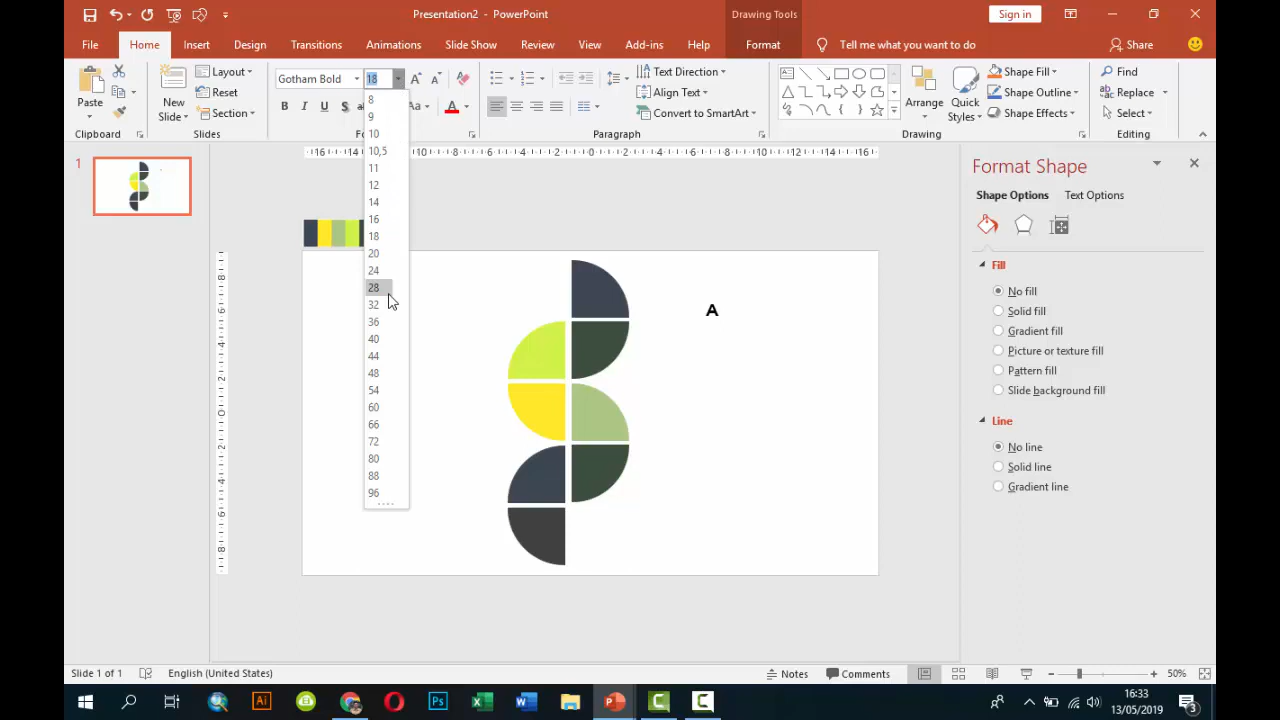 Presentation2 - PowerPoint
Drawing Tools
Sign in
File
Home
Insert
Design
Transitions
Animations
Slide Show
Review
View
Add-ins
Help
Format
Tell me what you want to do
Share
Paste
Clipboard
New
Slide
Layout
Reset
Section
Slides
Gotham Bold
18
B I U S ab
Aa
A
Text Direction
Align Text
Convert to SmartArt
Paragraph
Arrange
Quick
Styles
Shape Fill
Shape Outline
Shape Effects
Drawing
Find
Replace
Select
Editing
8
9
10
10,5
11
12
14
16
18
20
24
28
32
36
40
44
48
54
60
66
72
80
88
96
1
A
Format Shape
Shape Options
Text Options
Fill
No fill
Solid fill
Gradient fill
Picture or texture fill
Pattern fill
Slide background fill
Line
No line
Solid line
Gradient line
Slide 1 of 1
English (United States)
Notes
Comments
50%
16:33
13/05/2019